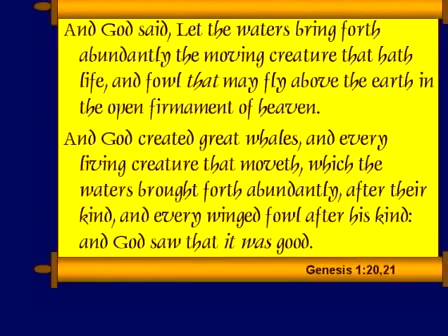 And God said, Let the waters bring forth
abundantly the moving creature that hath
life, and fowl that may fly above the earth in
the open firmament of heaven.
And God created great whales, and every
living creature that moveth, which the
waters brought forth abundantly, after their
kind, and every winged fowl after his kind:
and God saw that it was good.
Genesis 1:20,21